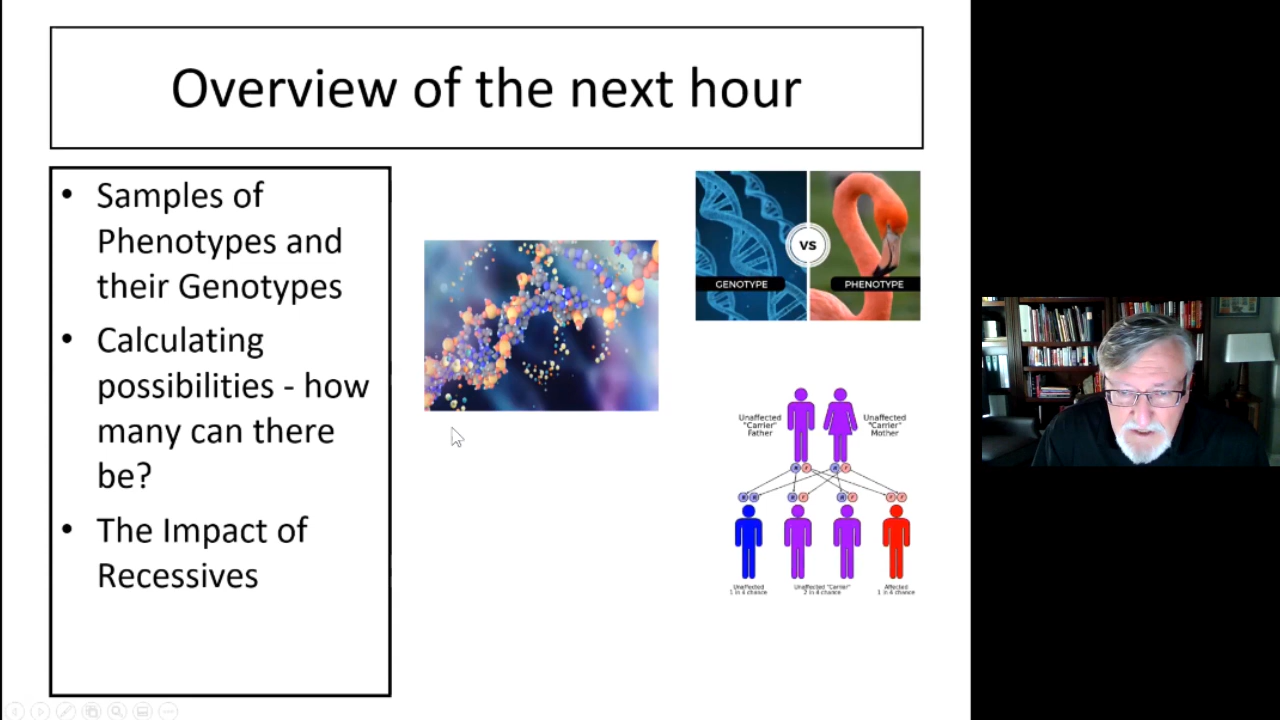 Overview of the next hour
• Samples of
Phenotypes and
their Genotypes
• Calculating
possibilities - how
many can there
be?
• The Impact of
Recessives
GENOTYPE
VS
PHENOTYPE
Unaffected
"Carrier"
Father
Unaffected
"Carrier"
Mother
Unaffected
1 in 4 chance
Unaffected "Carrier"
2 in 4 chance
Affected
1 in 4 chance